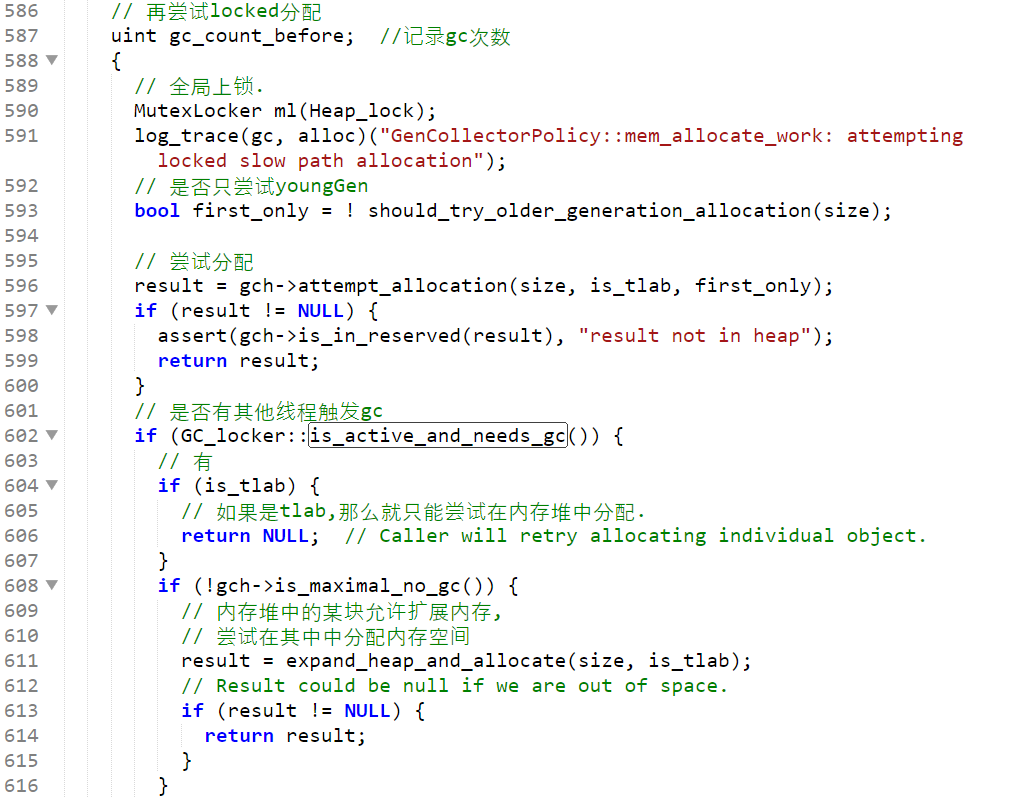 586 // 再尝试locked分配
587 uint gc_count_before;  //记录gc次数
588 {
589 // 全局上锁.
590 MutexLocker ml(Heap_lock);
591 log_trace(gc, alloc)("GenCollectorPolicy::mem_allocate_work: attempting
locked slow path allocation");
592 // 是否只尝试youngGen
593 bool first_only = ! should_try_older_generation_allocation(size);
594
595 // 尝试分配
596 result = gch->attempt_allocation(size, is_tlab, first_only);
597 if (result != NULL) {
598 assert(gch->is_in_reserved(result), "result not in heap");
599 return result;
600 }
601 // 是否有其他线程触发gc
602 if (GC_locker::is_active_and_needs_gc()) {
603 // 有
604 if (is_tlab) {
605 // 如果是tlab,那么就只能尝试在内存堆中分配.
606 return NULL;  // Caller will retry allocating individual object.
607 }
608 if (!gch->is_maximal_no_gc()) {
609 // 内存堆中的某块允许扩展内存,
610 // 尝试在其中中分配内存空间
611 result = expand_heap_and_allocate(size, is_tlab);
612 // Result could be null if we are out of space.
613 if (result != NULL) {
614 return result;
615 }
616 }